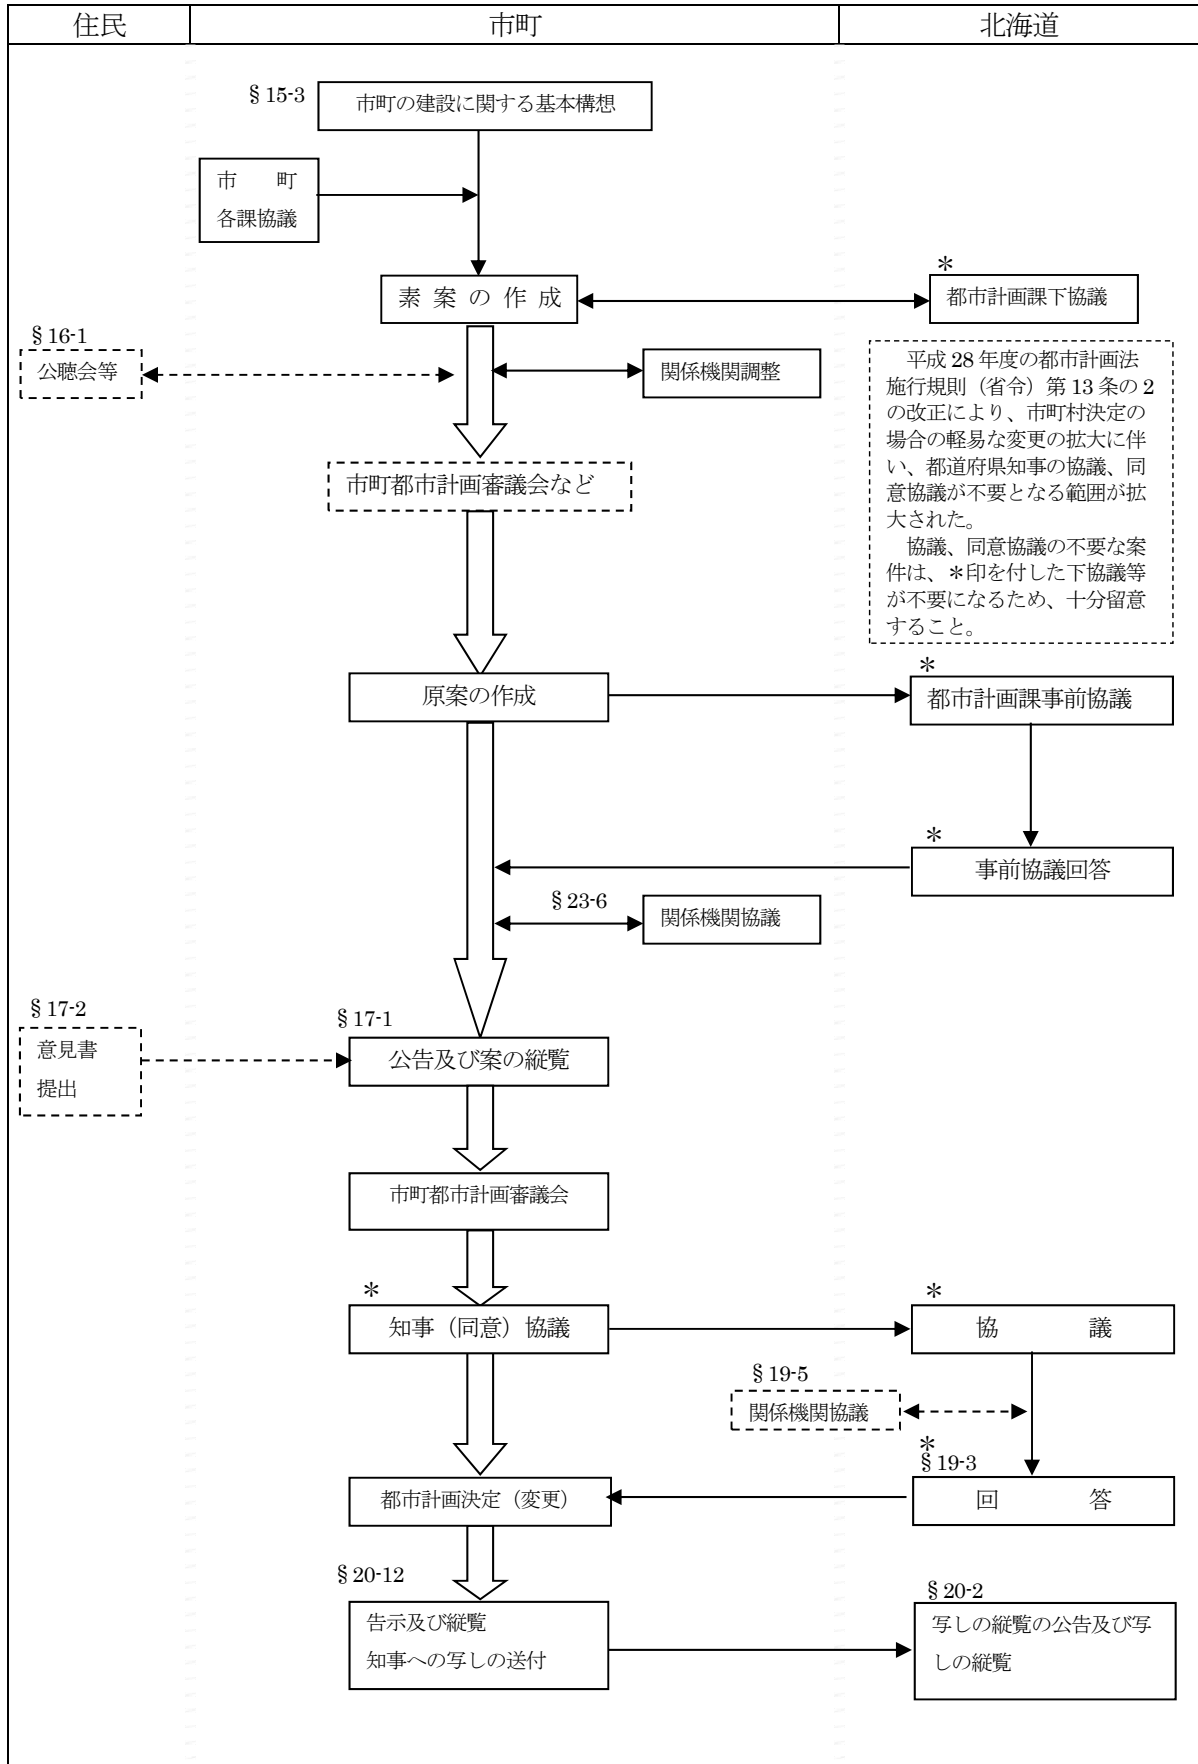 住民 市町 北海道
§15-3
市町の建設に関する基本構想
市　町
各課協議
＊
素案の作成
都市計画課下協議
§16-1
公聴会等
関係機関調整
平成 28 年度の都市計画法
施行規則（省令）第 13 条の 2
の改正により、市町村決定の
場合の軽易な変更の拡大に伴
い、都道府県知事の協議、同
意協議が不要となる範囲が拡
大された。
協議、同意協議の不要な案
件は、＊印を付した下協議等
が不要になるため、十分留意
すること。
市町都市計画審議会など
＊
原案の作成
都市計画課事前協議
＊
事前協議回答
§23-6
関係機関協議
§17-2
意見書
提出
§17-1
公告及び案の縦覧
市町都市計画審議会
＊
知事（同意）協議
＊
協　議
§19-5
関係機関協議
＊
§19-3
都市計画決定（変更）
回　答
§20-12
告示及び縦覧
知事への写しの送付
§20-2
写しの縦覧の公告及び写
しの縦覧